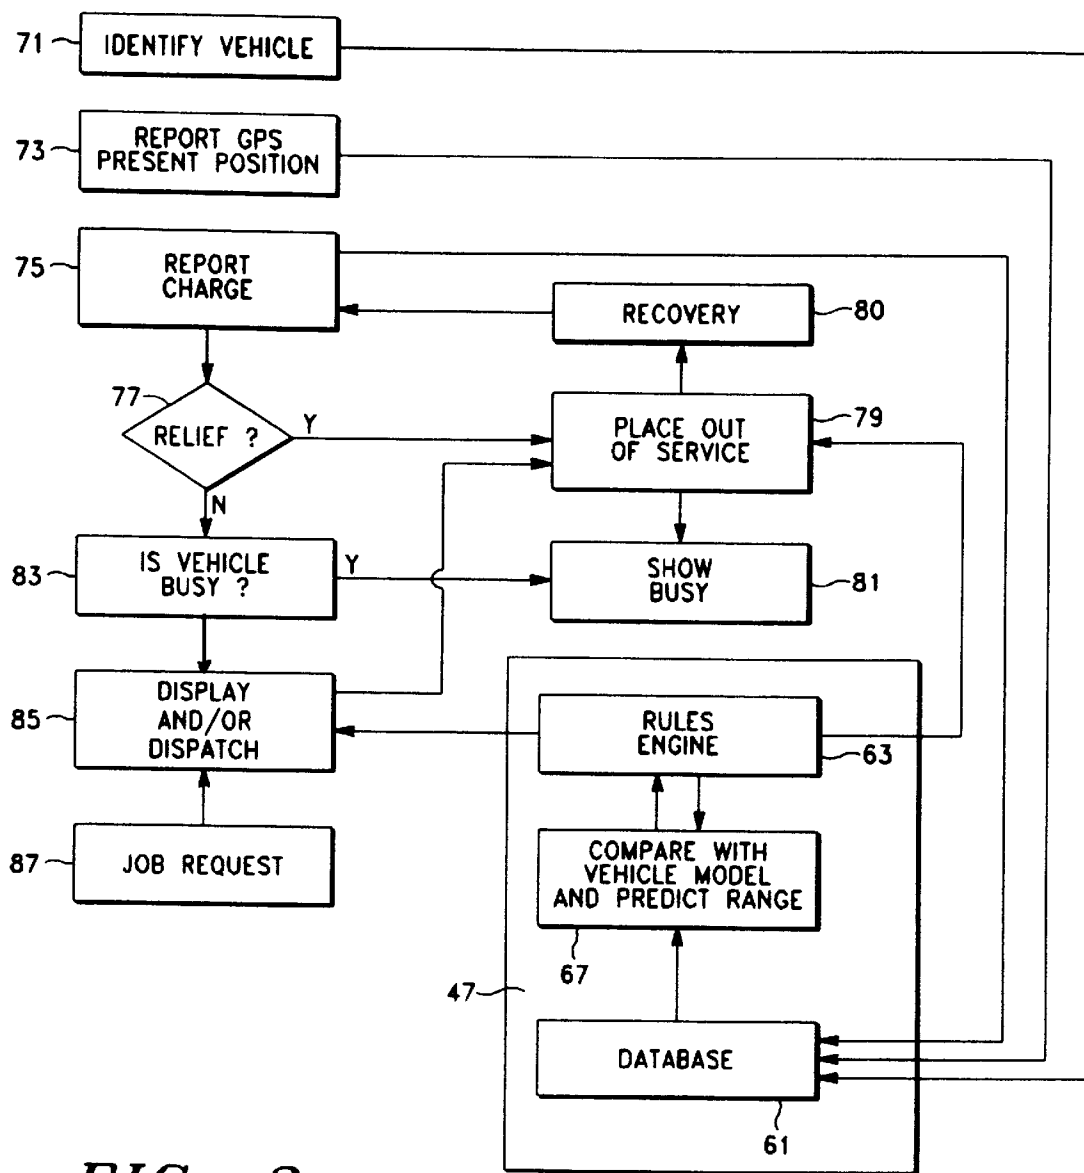 71 IDENTIFY VEHICLE
73 REPORT GPS
PRESENT POSITION
75 REPORT
CHARGE
RECOVERY 80
77 RELIEF ? Y
N
PLACE OUT
OF SERVICE 79
83 IS VEHICLE
BUSY ? Y
SHOW
BUSY 81
85 DISPLAY
AND/OR
DISPATCH
RULES
ENGINE 63
87 JOB REQUEST
COMPARE WITH
VEHICLE MODEL
AND PREDICT RANGE
67
47
DATABASE
61